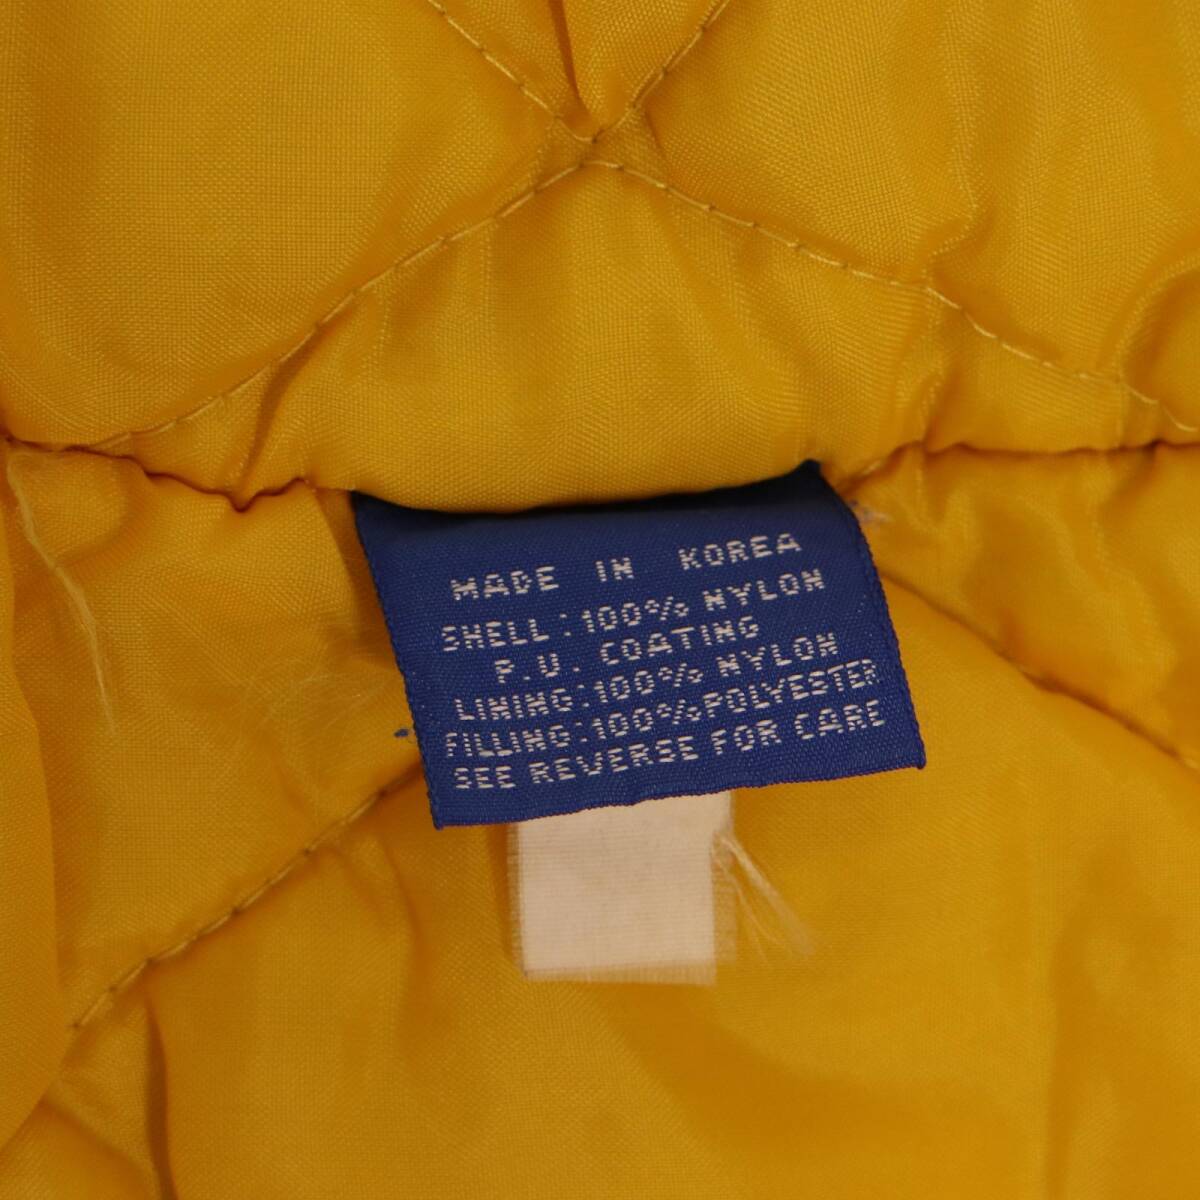 MADE IN KOREA
SHELL: 100% NYLON
P.U. COATING
LINING: 100% NYLON
FILLING: 100% POLYESTER
SEE REVERSE FOR CARE